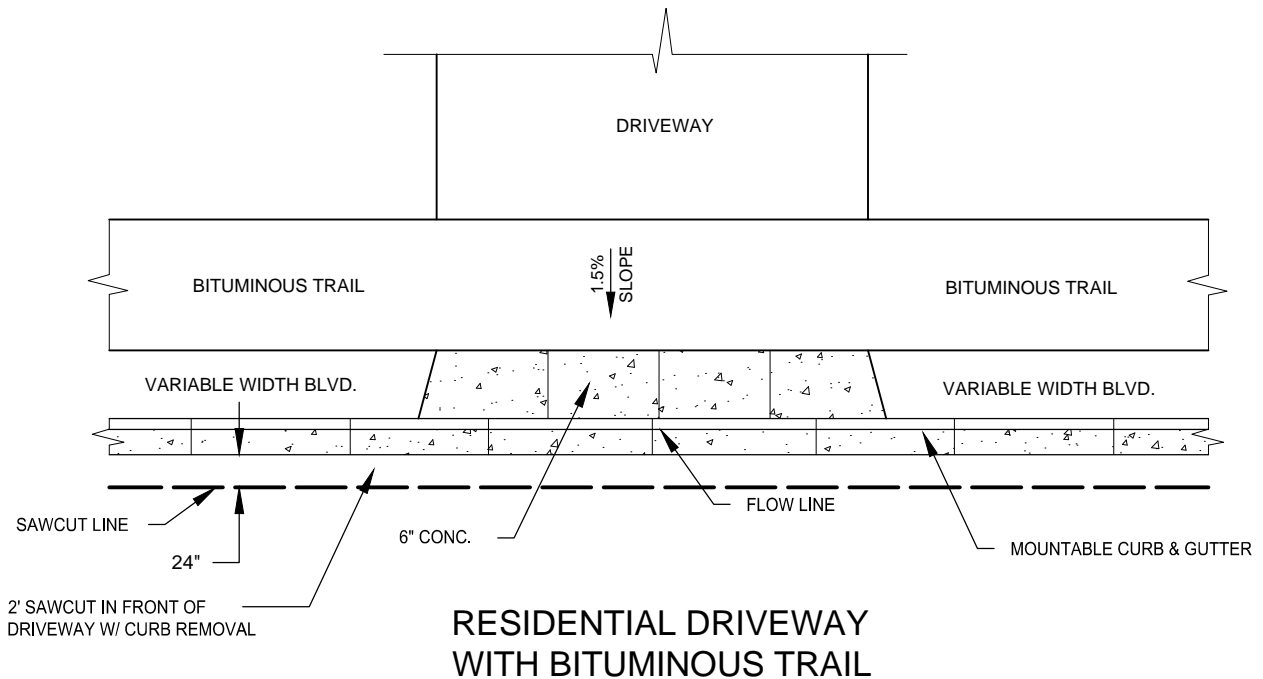 DRIVEWAY
1.5%
SLOPE
BITUMINOUS TRAIL
BITUMINOUS TRAIL
VARIABLE WIDTH BLVD.
VARIABLE WIDTH BLVD.
SAWCUT LINE
FLOW LINE
6" CONC.
MOUNTABLE CURB & GUTTER
24"
2' SAWCUT IN FRONT OF
DRIVEWAY W/ CURB REMOVAL
RESIDENTIAL DRIVEWAY
WITH BITUMINOUS TRAIL